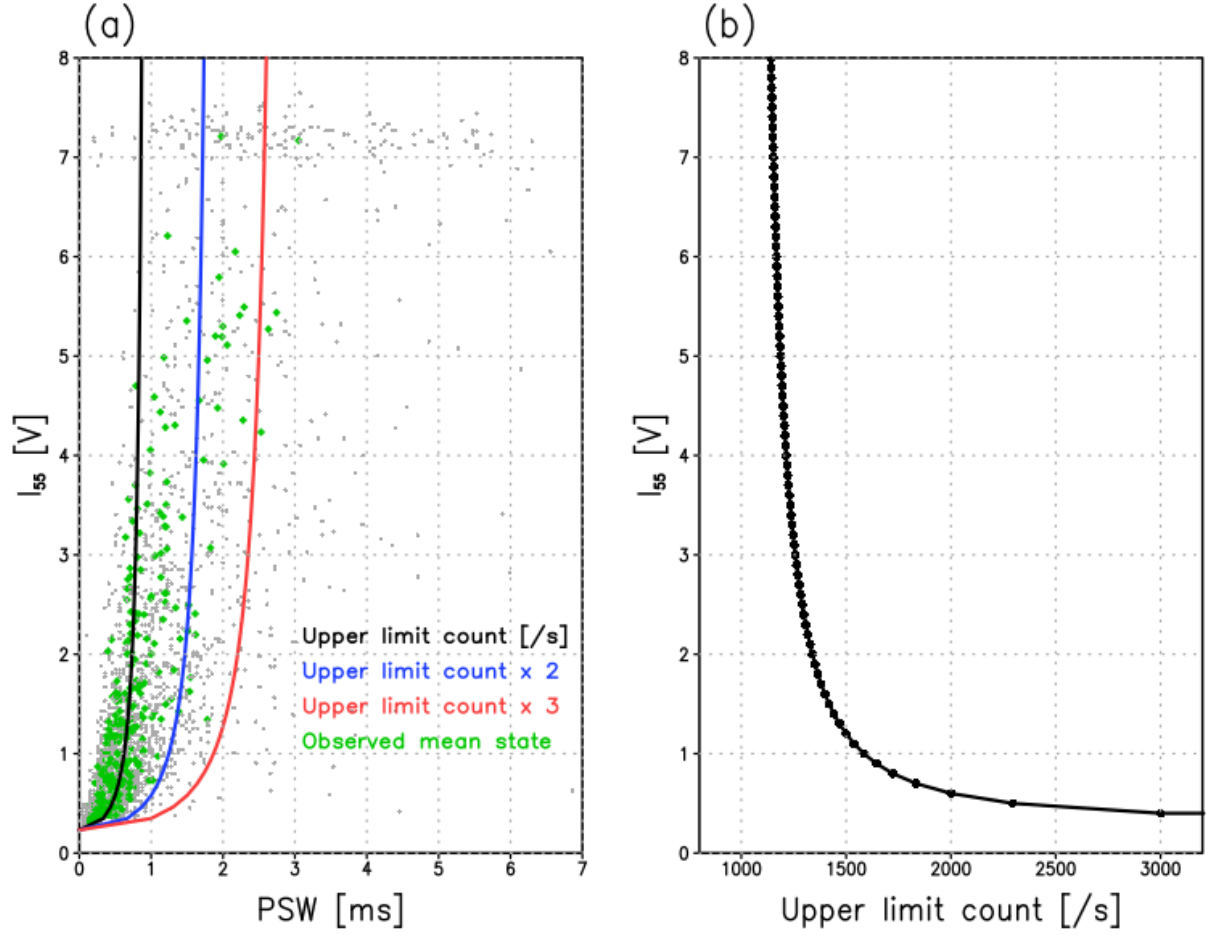 (a)
8
7
6
5
4
3
2
1
0
I55 [V]
0 1 2 3 4 5 6 7
PSW [ms]
Upper limit count [/s]
Upper limit count x 2
Upper limit count x 3
Observed mean state
(b)
8
7
6
5
4
3
2
1
0
I55 [V]
1000 1500 2000 2500 3000
Upper limit count [/s]